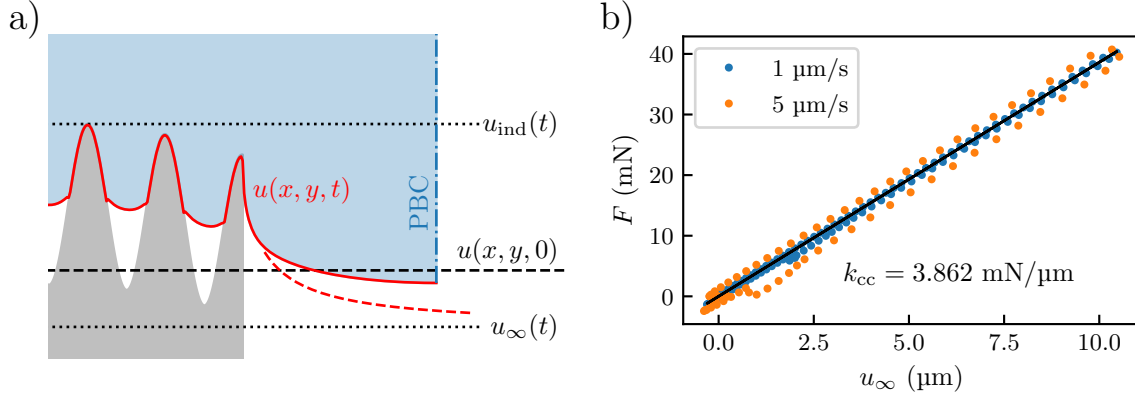 a)
u_ind(t)
u(x, y, t)
PBC
u(x, y, 0)
u_∞(t)
b)
1 µm/s
5 µm/s
k_cc = 3.862 mN/µm
F (mN)
40
30
20
10
0
0.0 2.5 5.0 7.5 10.0
u_∞ (µm)